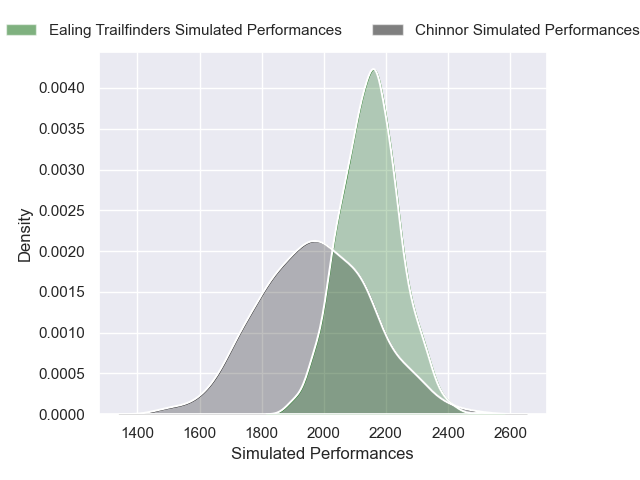 Ealing Trailfinders Simulated Performances
Chinnor Simulated Performances
0.0040
0.0035
0.0030
0.0025
0.0020
0.0015
0.0010
0.0005
0.0000
Density
1400 1600 1800 2000 2200 2400 2600
Simulated Performances